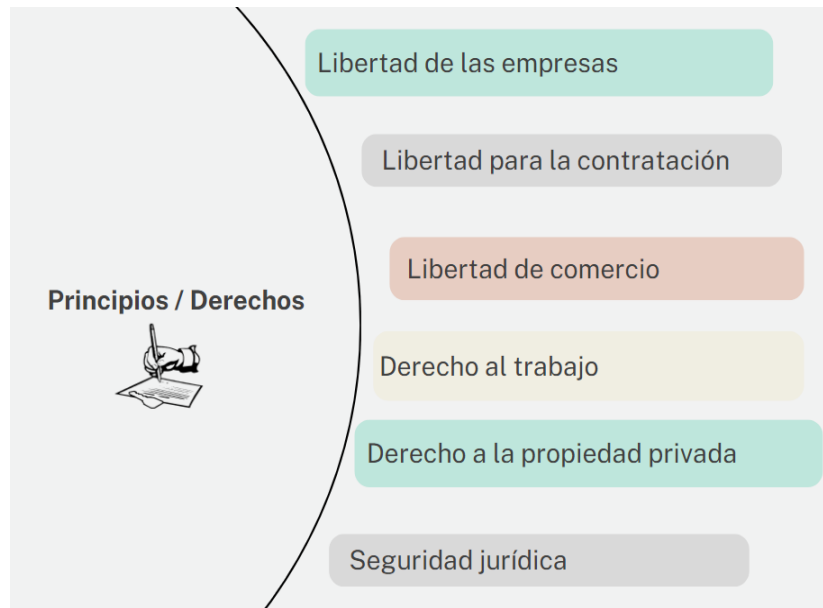 Libertad de las empresas
Libertad para la contratación
Libertad de comercio
Principios / Derechos
Derecho al trabajo
Derecho a la propiedad privada
Seguridad jurídica